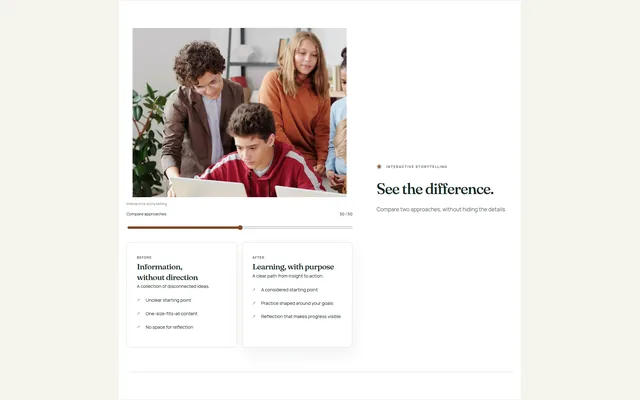 Interactive storytelling
Compare approaches
50 / 50
BEFORE
Information,
without direction
A collection of disconnected ideas.
Unclear starting point
One-size-fits-all content
No space for reflection
AFTER
Learning, with purpose
A clear path from insight to action.
A considered starting point
Practice shaped around your goals
Reflection that makes progress visible
INTERACTIVE STORYTELLING
See the difference.
Compare two approaches, without hiding the details.